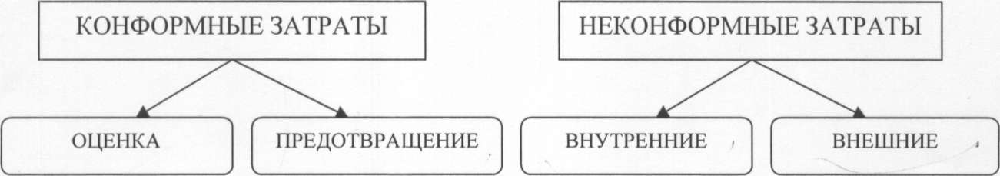 КОНФОРМНЫЕ ЗАТРАТЫ
НЕКОНФОРМНЫЕ ЗАТРАТЫ
ОЦЕНКА
ПРЕДОТВРАЩЕНИЕ
ВНУТРЕННИЕ
ВНЕШНИЕ